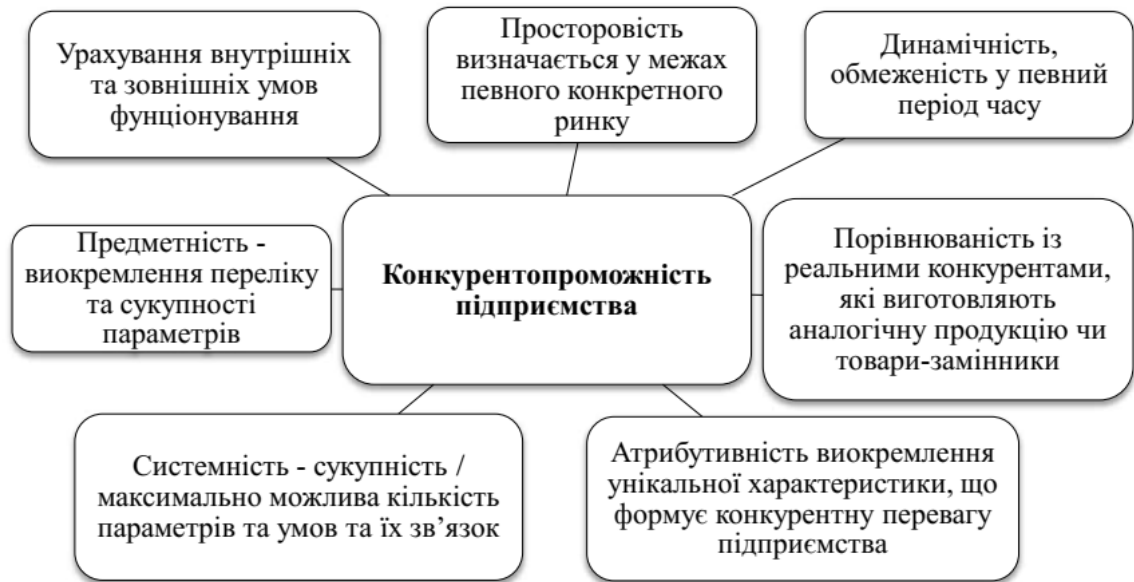 Урахування внутрішніх
та зовнішніх умов
фунціонування
Просторовість
визначається у межах
певного конкретного
ринку
Динамічність,
обмеженість у певний
період часу
Предметність -
виокремлення переліку
та сукупності
параметрів
Конкурентопроможність
підприємства
Порівнюваність із
реальними конкурентами,
які виготовляють
аналогічну продукцію чи
товари-замінники
Системність - сукупність /
максимально можлива кількість
параметрів та умов та їх зв’язок
Атрибутивність виокремлення
унікальної характеристики, що
формує конкурентну перевагу
підприємства